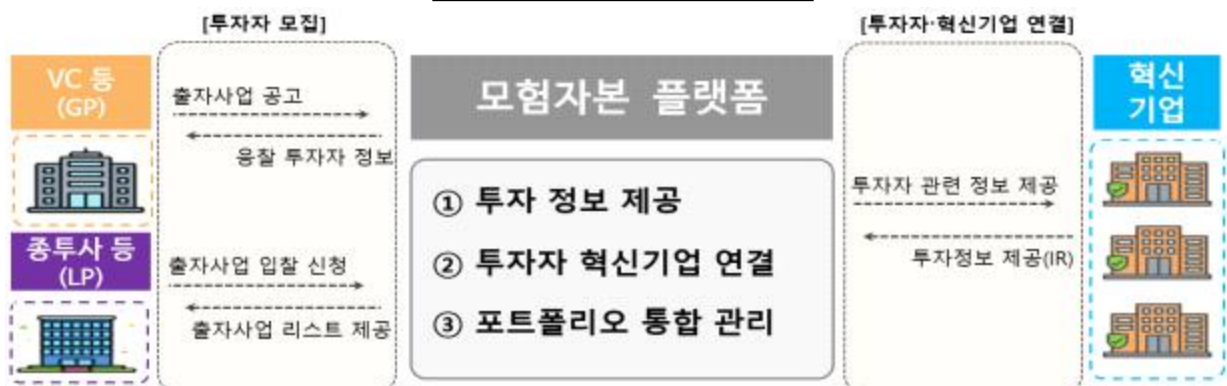 [투자자 모집]
[투자자·혁신기업 연결]
VC 등
(GP)
출자사업 공고
응찰 투자자 정보
종투사 등
(LP)
출자사업 입찰 신청
출자사업 리스트 제공
모험자본 플랫폼
① 투자 정보 제공
② 투자자 혁신기업 연결
③ 포트폴리오 통합 관리
투자자 관련 정보 제공
투자정보 제공(IR)
혁신
기업